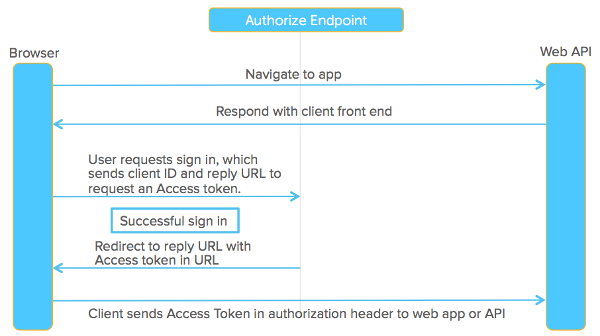 Authorize Endpoint
Browser
Web API
Navigate to app
Respond with client front end
User requests sign in, which
sends client ID and reply URL to
request an Access token.
Successful sign in
Redirect to reply URL with
Access token in URL
Client sends Access Token in authorization header to web app or API